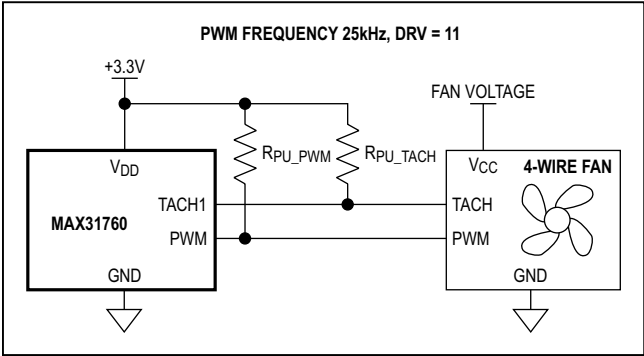 PWM FREQUENCY 25kHz, DRV = 11
+3.3V
FAN VOLTAGE
RPU_PWM
RPU_TACH
VDD
VCC
4-WIRE FAN
TACH1
TACH
MAX31760
PWM
PWM
GND
GND